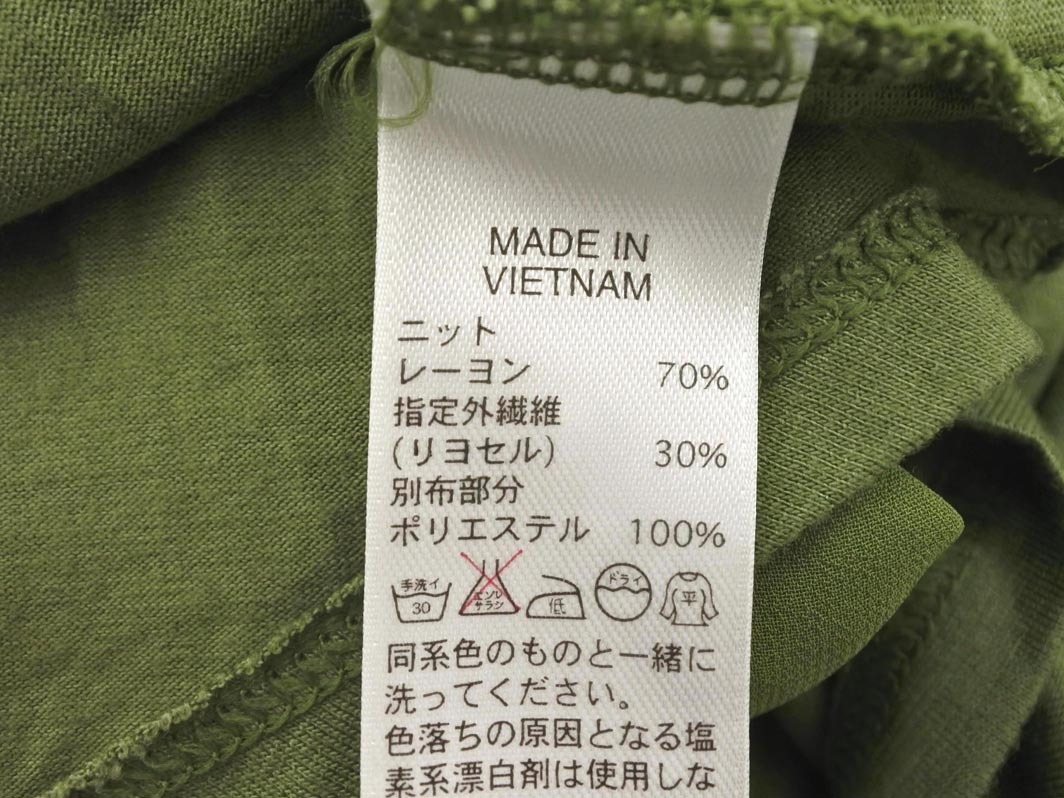 MADE IN
VIETNAM
ニット
レーヨン 70%
指定外繊維
(リヨセル) 30%
別布部分
ポリエステル 100%
手洗イ 30 エンソ サラシ 低 ドライ 平
同系色のものと一緒に
洗ってください。
色落ちの原因となる塩
素系漂白剤は使用しな